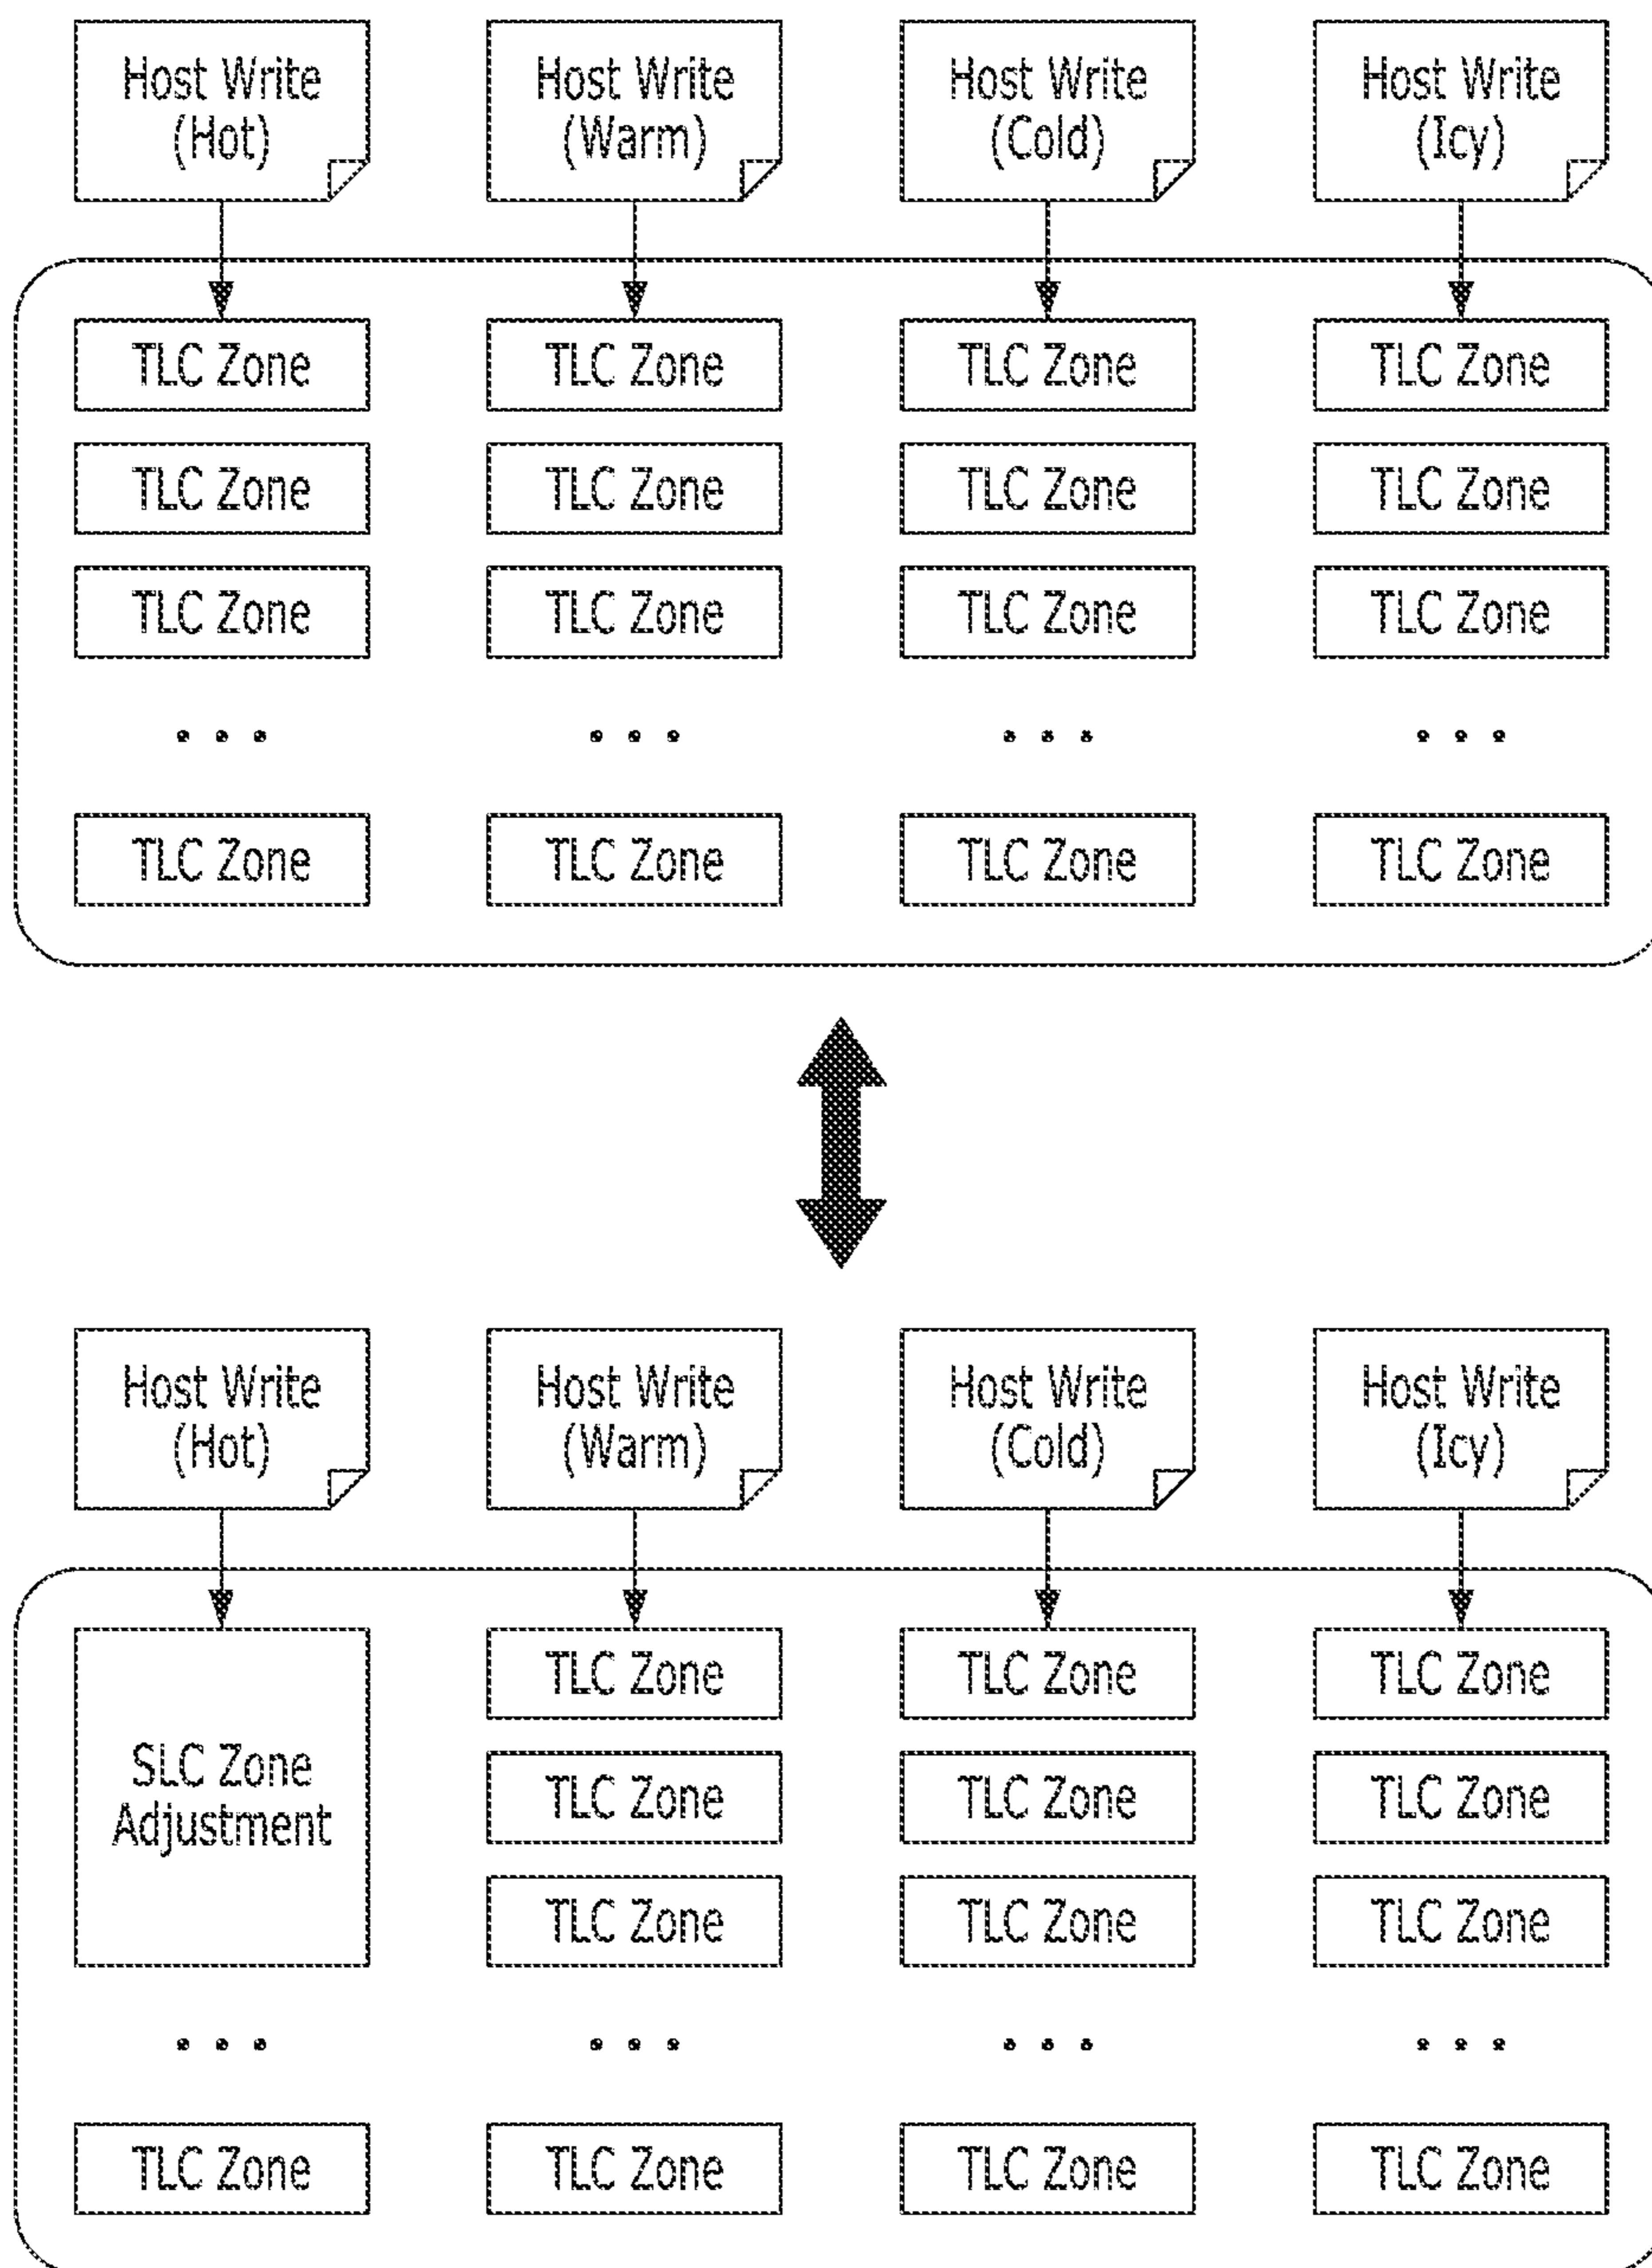 Host Write
(Hot)
Host Write
(Warm)
Host Write
(Cold)
Host Write
(Icy)
TLC Zone
TLC Zone
TLC Zone
TLC Zone
TLC Zone
TLC Zone
TLC Zone
TLC Zone
TLC Zone
TLC Zone
TLC Zone
TLC Zone
• • •
• • •
• • •
• • •
TLC Zone
TLC Zone
TLC Zone
TLC Zone
Host Write
(Hot)
Host Write
(Warm)
Host Write
(Cold)
Host Write
(Icy)
SLC Zone
Adjustment
TLC Zone
TLC Zone
TLC Zone
TLC Zone
TLC Zone
TLC Zone
TLC Zone
TLC Zone
TLC Zone
• • •
• • •
• • •
• • •
TLC Zone
TLC Zone
TLC Zone
TLC Zone